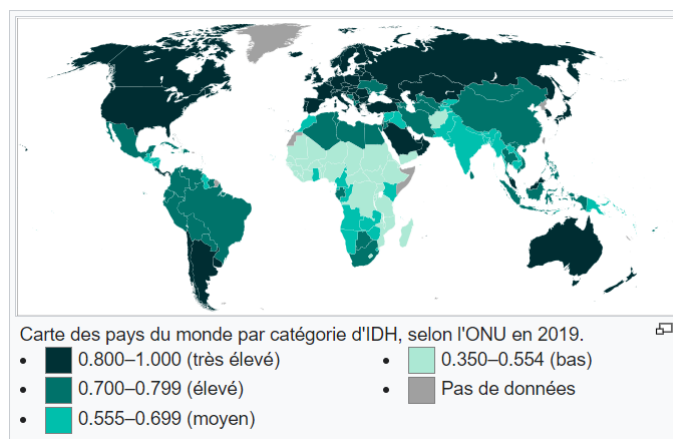 Carte des pays du monde par catégorie d'IDH, selon l'ONU en 2019.
0.800–1.000 (très élevé)
0.700–0.799 (élevé)
0.555–0.699 (moyen)
0.350–0.554 (bas)
Pas de données